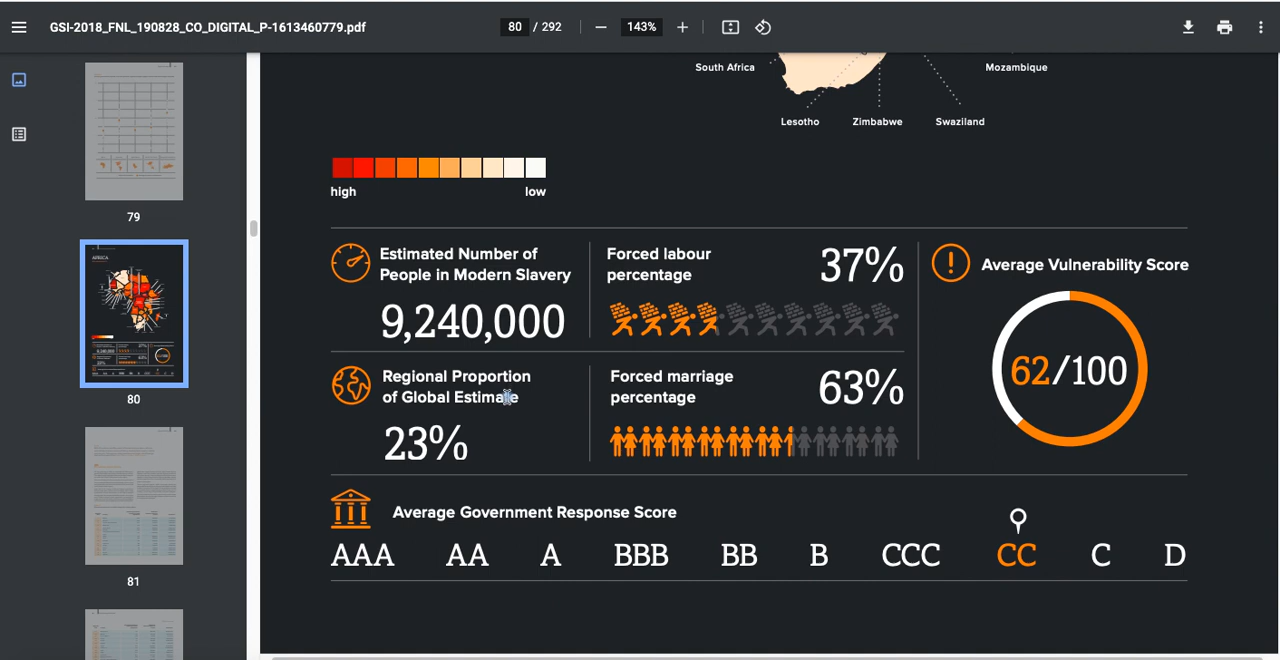 GSI-2018_FNL_190828_CO_DIGITAL_P-1613460779.pdf
80 / 292
143%
79
80
81
AFRICA
South Africa
Mozambique
Lesotho
Zimbabwe
Swaziland
high
low
Estimated Number of
People in Modern Slavery
9,240,000
Forced labour
percentage
37%
Average Vulnerability Score
62/100
Regional Proportion
of Global Estimate
23%
Forced marriage
percentage
63%
Average Government Response Score
AAA AA A BBB BB B CCC CC C D